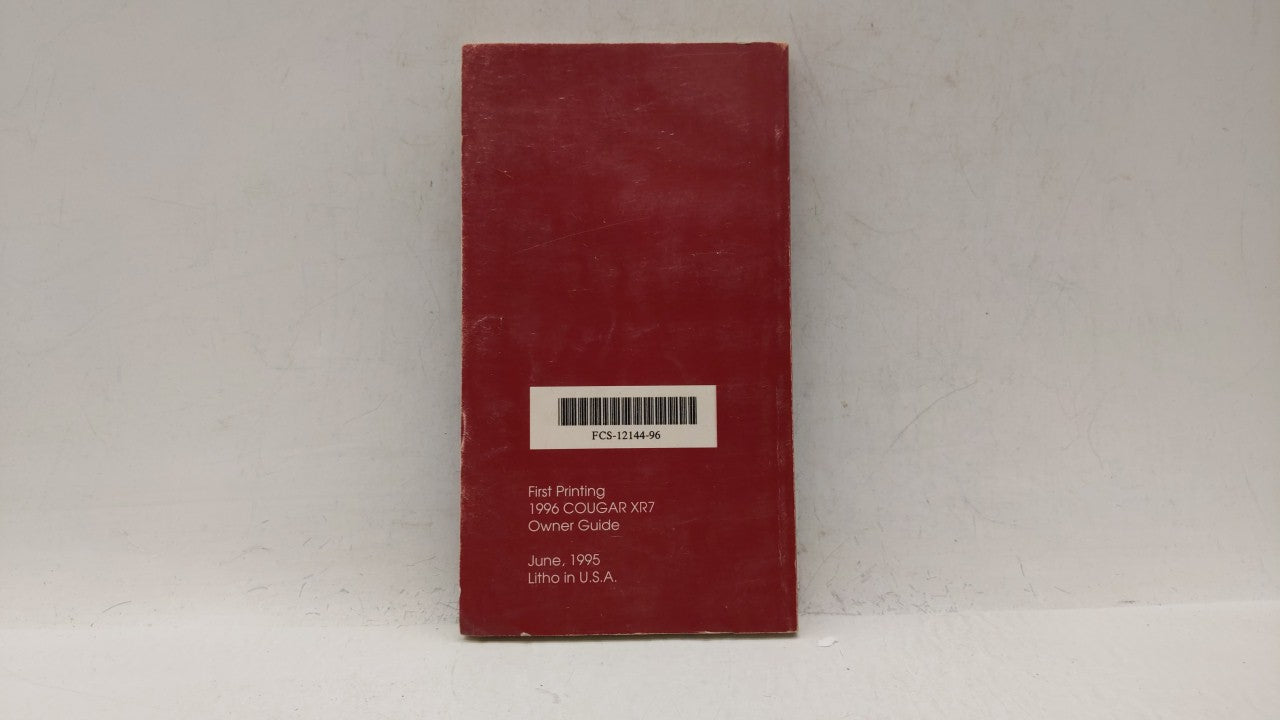 FCS-12144-96
First Printing
1996 COUGAR XR7
Owner Guide
June, 1995
Litho in U.S.A.